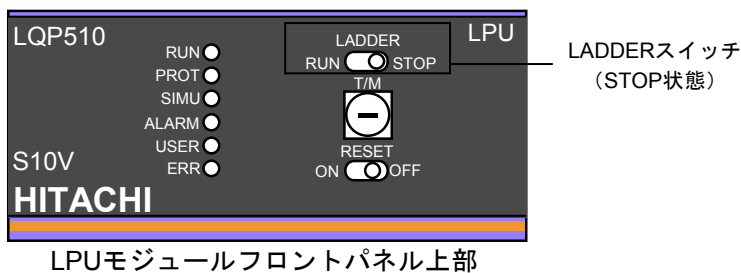 LQP510
LPU
RUN
PROT
SIMU
ALARM
USER
ERR
LADDER
RUN STOP
T/M
RESET
ON OFF
S10V
HITACHI
LADDERスイッチ
（STOP状態）
LPUモジュールフロントパネル上部